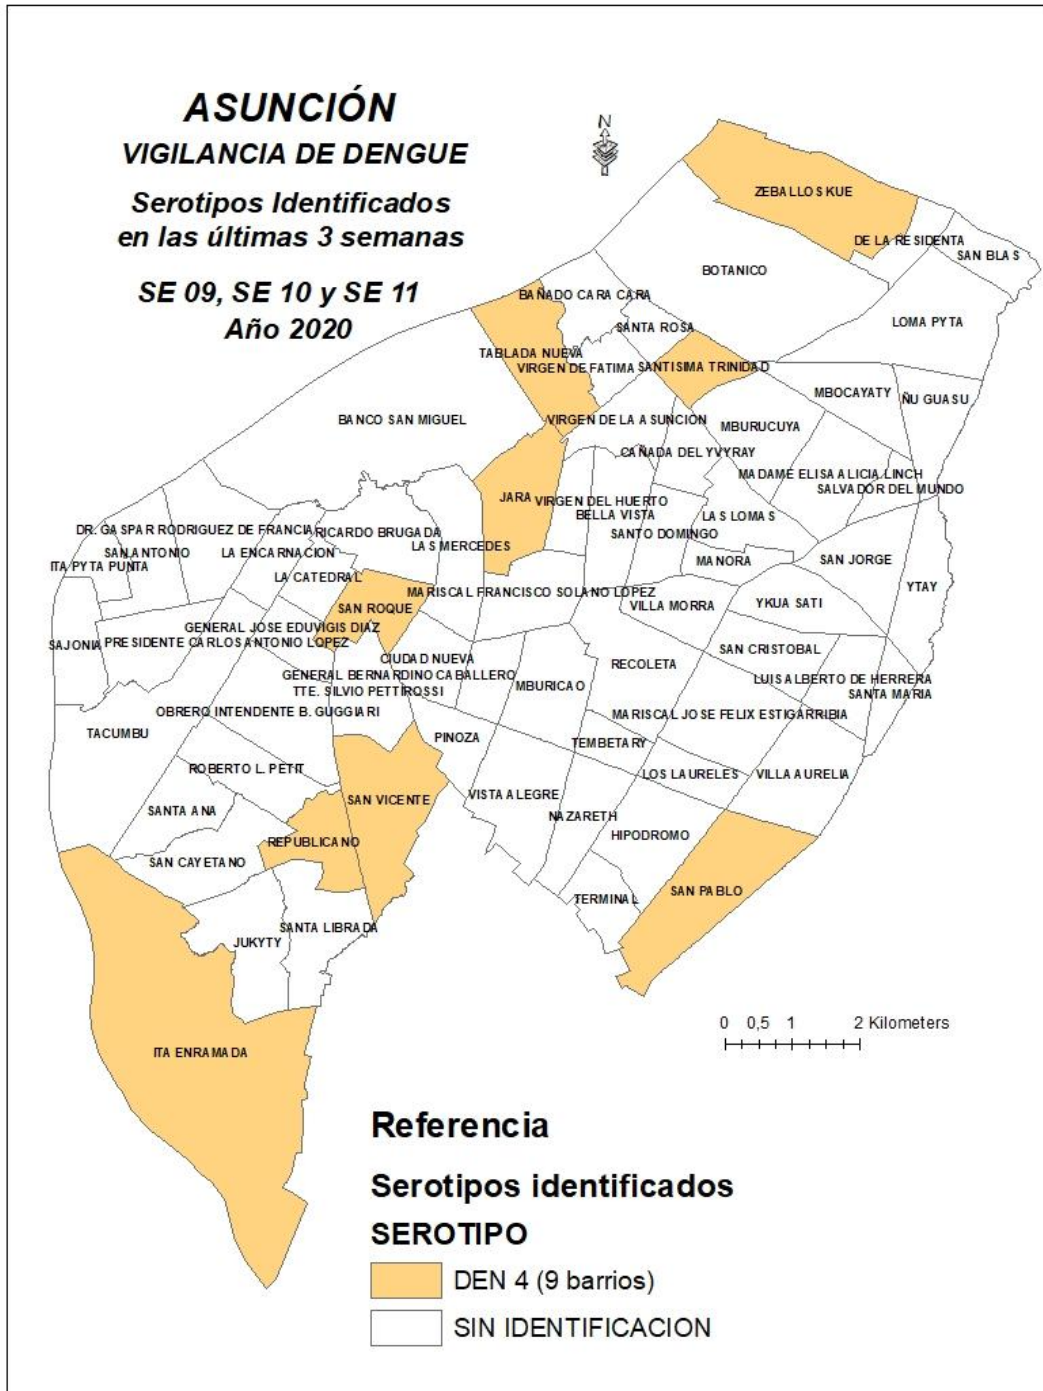 ASUNCIÓN
VIGILANCIA DE DENGUE
Serotipos Identificados
en las últimas 3 semanas
SE 09, SE 10 y SE 11
Año 2020
N
ZEBALLOS KUE
DE LA RESIDENTA
SAN BLAS
BOTANICO
BAÑADO CARA CARA
LOMA PYTA
SANTA ROSA
TABLADA NUEVA
VIRGEN DE FATIMA
SANTISIMA TRINIDAD
MBOCAYATY
ÑU GUASU
BANCO SAN MIGUEL
VIRGEN DE LA ASUNCIÓN
MBURUCUYA
CAÑADA DEL YVYRAY
MADAME ELISA ALICIA LINCH
SALVADOR DEL MUNDO
JARA
VIRGEN DEL HUERTO
BELLA VISTA
LAS LOMAS
DR. GASPAR RODRIGUEZ DE FRANCIA
RICARDO BRUGADA
SANTO DOMINGO
SAN ANTONIO
LA ENCARNACION
LAS MERCEDES
ITA PYTA PUNTA
LA CATEDRAL
MANORA
SAN JORGE
YTAY
MARISCAL FRANCISCO SOLANO LOPEZ
SAN ROQUE
VILLA MORRA
YKUA SATI
GENERAL JOSE EDUVIGIS DIAZ
SAJONIA
PRESIDENTE CARLOS ANTONIO LOPEZ
CIUDAD NUEVA
RECOLETA
SAN CRISTOBAL
GENERAL BERNARDINO CABALLERO
LUIS ALBERTO DE HERRERA
TTE. SILVIO PETTIROSSI
MBURICAO
SANTA MARIA
OBRERO INTENDENTE B. GUGGIARI
MARISCAL JOSE FELIX ESTIGARRIBIA
TACUMBU
PINOZA
TEMBETARY
ROBERTO L. PETIT
LOS LAURELES
VILLA AURELIA
SAN VICENTE
VISTA ALEGRE
SANTA ANA
NAZARETH
HIPODROMO
REPUBLICANO
SAN CAYETANO
SAN PABLO
TERMINAL
SANTA LIBRADA
JUKYTY
ITA ENRAMADA
0 0,5 1 2 Kilometers
Referencia
Serotipos identificados
SEROTIPO
DEN 4 (9 barrios)
SIN IDENTIFICACION